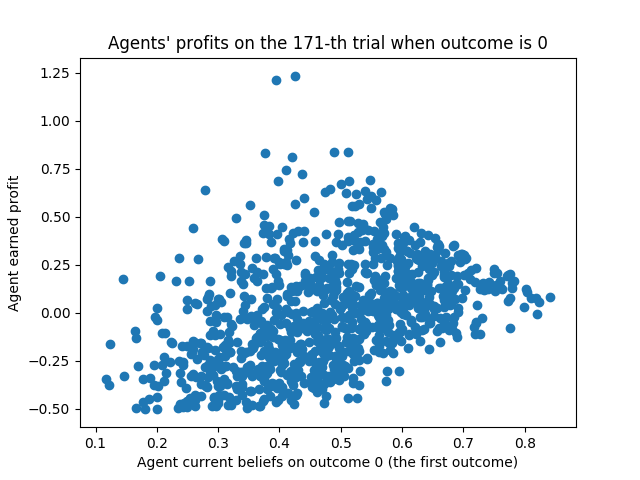 Agents' profits on the 171-th trial when outcome is 0
1.25
1.00
0.75
0.50
0.25
0.00
−0.25
−0.50
Agent earned profit
0.1 0.2 0.3 0.4 0.5 0.6 0.7 0.8
Agent current beliefs on outcome 0 (the first outcome)